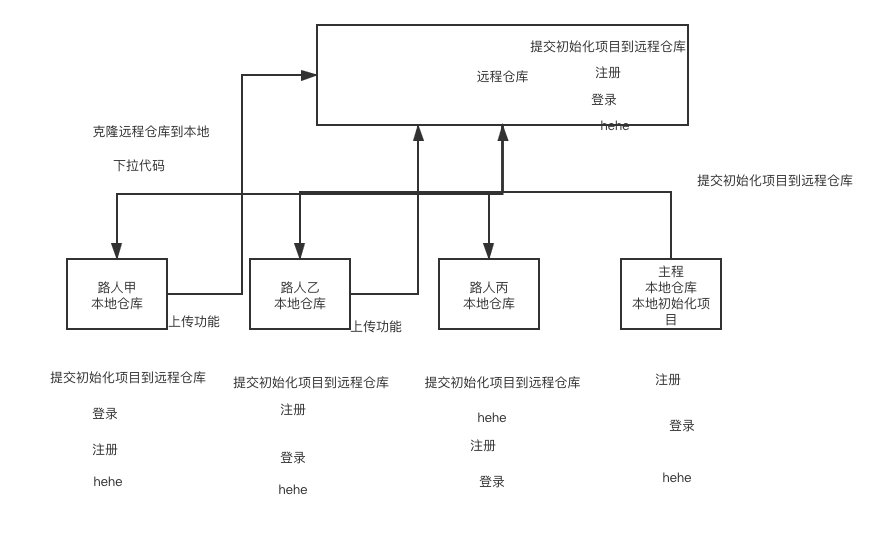 提交初始化项目到远程仓库
远程仓库
注册
登录
hehe
克隆远程仓库到本地
下拉代码
提交初始化项目到远程仓库
路人甲
本地仓库
上传功能
路人乙
本地仓库
上传功能
路人丙
本地仓库
主程
本地仓库
本地初始化项
目
提交初始化项目到远程仓库
登录
注册
hehe
提交初始化项目到远程仓库
注册
登录
hehe
提交初始化项目到远程仓库
hehe
注册
登录
注册
登录
hehe